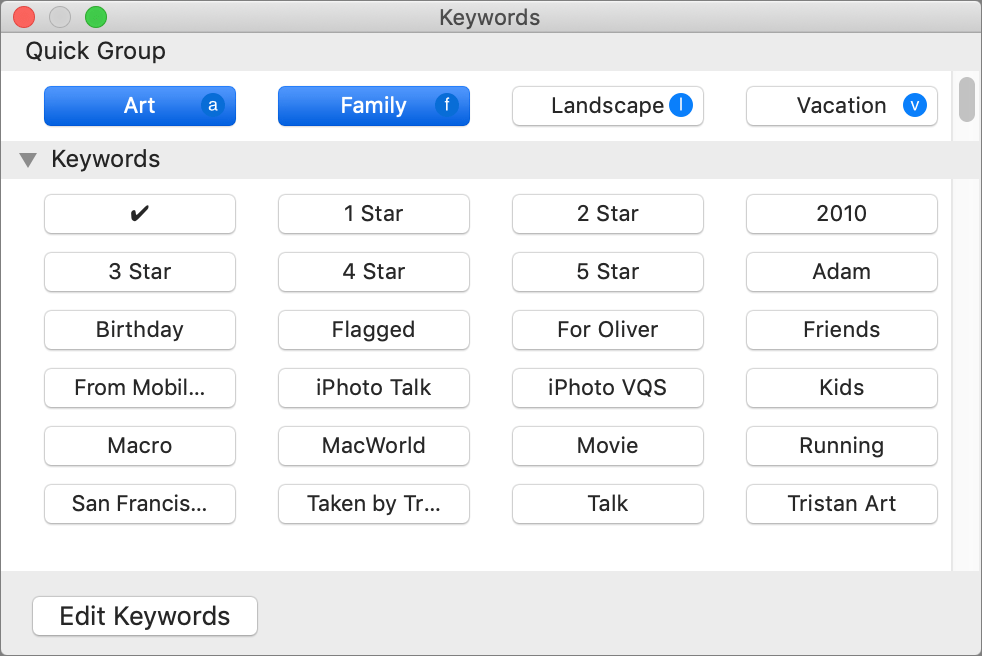 Keywords
Quick Group
Art a Family f Landscape l Vacation v
Keywords
✔ 1 Star 2 Star 2010
3 Star 4 Star 5 Star Adam
Birthday Flagged For Oliver Friends
From Mobil... iPhoto Talk iPhoto VQS Kids
Macro MacWorld Movie Running
San Francis... Taken by Tr... Talk Tristan Art
Edit Keywords